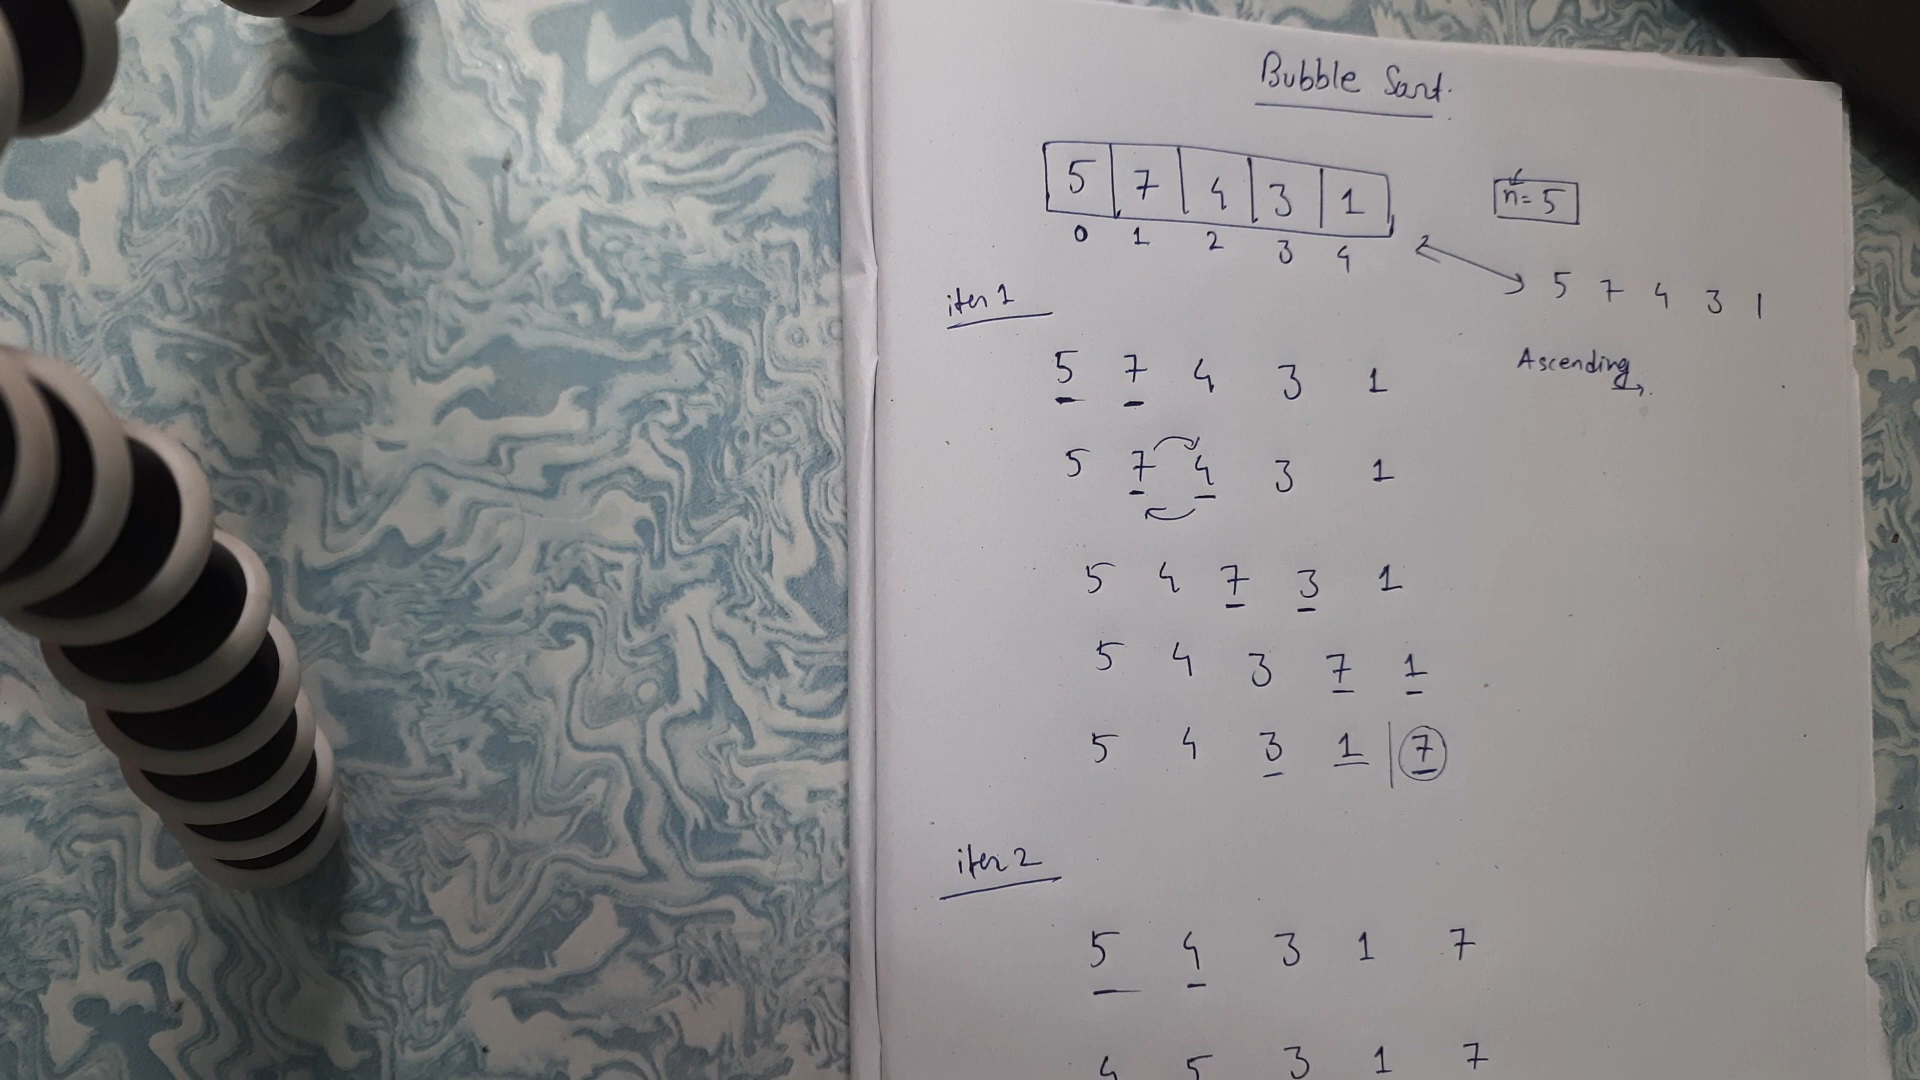 Bubble Sort.
5 7 4 3 1
n= 5
0 1 2 3 4
5 7 4 3 1
iter 1
Ascending
5 7 4 3 1
5 7 4 3 1
5 4 7 3 1
5 4 3 7 1
5 4 3 1 | 7
iter 2
5 4 3 1 7
4 5 3 1 7